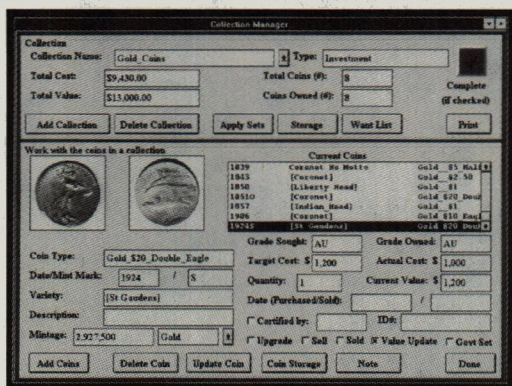 Collection Manager
Collection
Collection Name: Gold_Coins Type: Investment
Total Cost: $9,430.00 Total Coins (#): 8
Total Value: $13,000.00 Coins Owned (#): 8
Complete
(if checked)
Add Collection Delete Collection Apply Sets Storage Want List Print
Work with the coins in a collection
Current Coins
1839 Coronet No Motto Gold_$5_Half
1843 [Coronet] Gold_$2.50
1850 [Liberty Head] Gold_$1
1851O [Coronet] Gold_$20_Doub
1857 [Indian Head] Gold_$1
1906 [Coronet] Gold_$10_Eagl
1924S [St Gaudens] Gold_$20_Doub
Grade Sought: AU Grade Owned: AU
Coin Type: Gold_$20_Double_Eagle Target Cost: $ 1,200 Actual Cost: $ 1,000
Date/Mint Mark: 1924 / S Quantity: 1 Current Value: $ 1,200
Variety: [St Gaudens] Date (Purchased/Sold): /
Description: Certified by: ID#:
Mintage: 2,927,500 Gold Upgrade Sell Sold Value Update Govt Set
Add Coins Delete Coin Update Coin Coin Storage Note Done